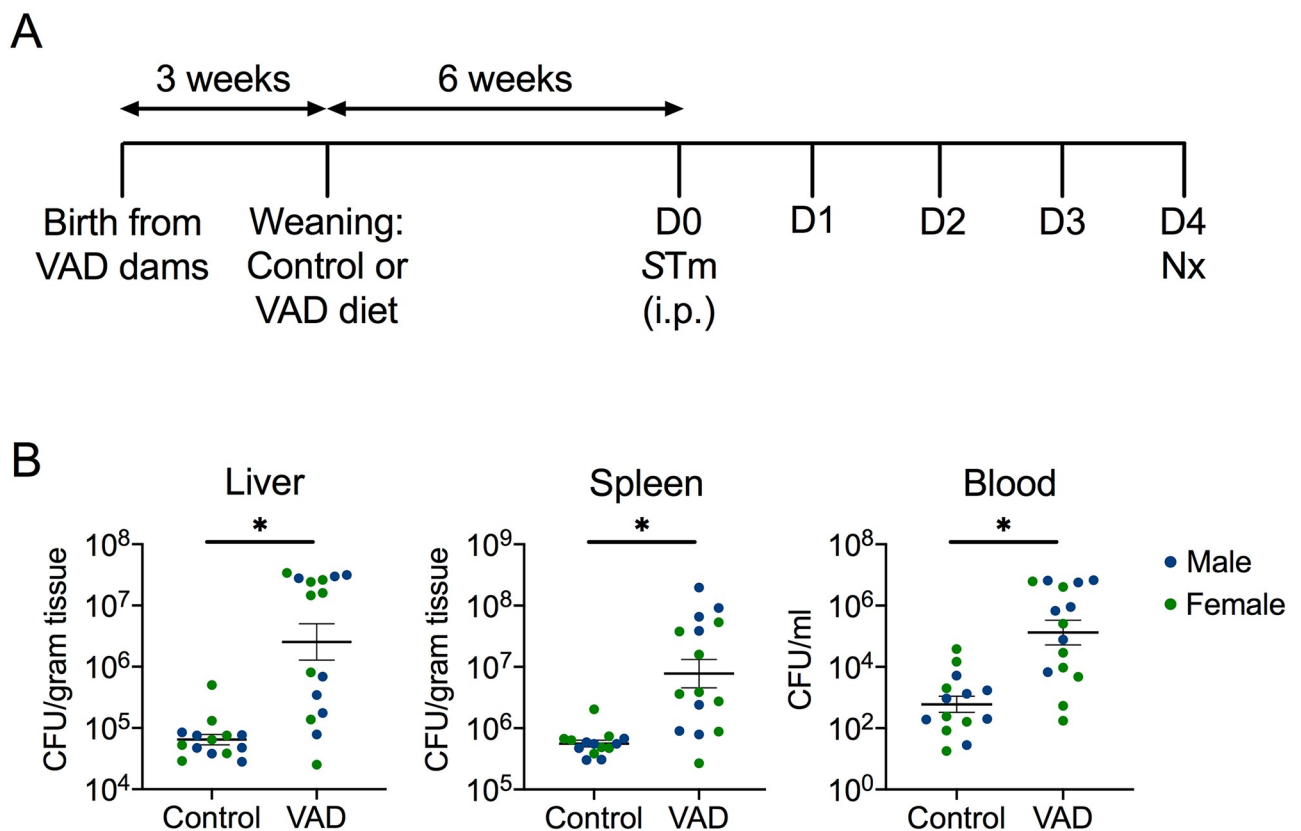 A
3 weeks
6 weeks
Birth from
VAD dams
Weaning:
Control or
VAD diet
D0
STm
(i.p.)
D1
D2
D3
D4
Nx
B
Liver
*
CFU/gram tissue
10⁸
10⁷
10⁶
10⁵
10⁴
Control
VAD
Spleen
*
CFU/gram tissue
10⁹
10⁸
10⁷
10⁶
10⁵
Control
VAD
Blood
*
CFU/ml
10⁸
10⁶
10⁴
10²
10⁰
Control
VAD
Male
Female